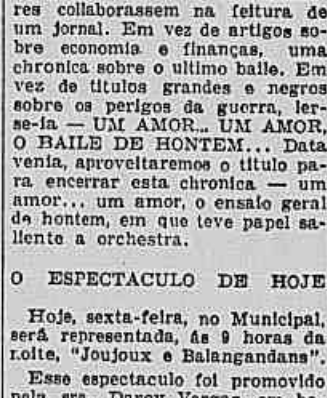 res collaborassem na feitura de
um jornal. Em vez de artigos so-
bre economia e finanças, uma
chronica sobre o ultimo baile. Em
vez de titulos grandes e negros
sobre os perigos da guerra, ler-
se-ia — UM AMOR... UM AMOR.
O BAILE DE HONTEM... Data
venia, aproveitaremos o titulo pa-
ra encerrar esta chronica — um
amor... um amor, o ensaio geral
de hontem, em que teve papel sa-
liente a orchestra.
O ESPECTACULO DE HOJE
Hoje, sexta-feira, no Municipal,
será representada, ás 9 horas da
noite, "Joujoux e Balangandans".
Esse espectaculo foi promovido
pela sra. Darcy Vargas